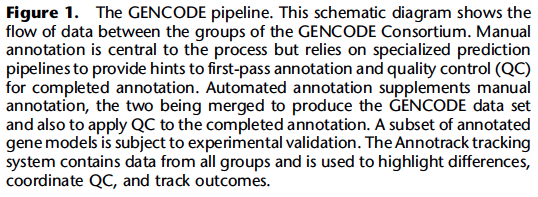 Figure 1. The GENCODE pipeline. This schematic diagram shows the
flow of data between the groups of the GENCODE Consortium. Manual
annotation is central to the process but relies on specialized prediction
pipelines to provide hints to first-pass annotation and quality control (QC)
for completed annotation. Automated annotation supplements manual
annotation, the two being merged to produce the GENCODE data set
and also to apply QC to the completed annotation. A subset of annotated
gene models is subject to experimental validation. The Annotrack tracking
system contains data from all groups and is used to highlight differences,
coordinate QC, and track outcomes.